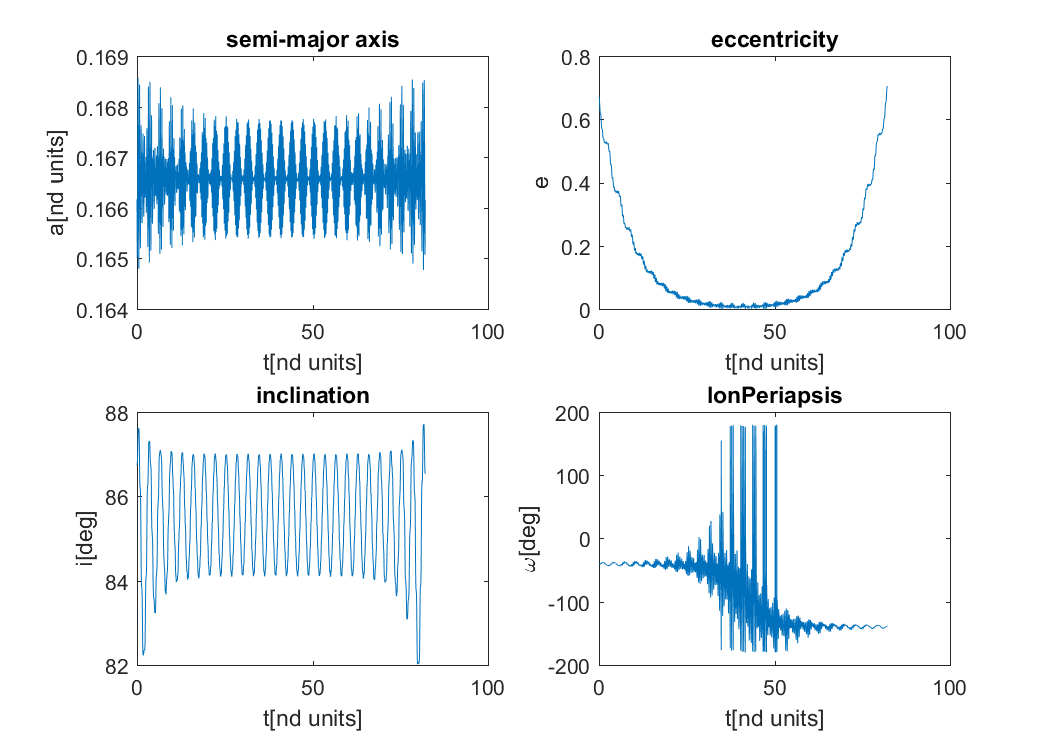 semi-major axis
0.169
0.168
0.167
0.166
0.165
0.164
a[nd units]
0
50
100
t[nd units]
eccentricity
0.8
0.6
0.4
0.2
0
e
0
50
100
t[nd units]
inclination
88
86
84
82
i[deg]
0
50
100
t[nd units]
lonPeriapsis
200
100
0
-100
-200
ω[deg]
0
50
100
t[nd units]